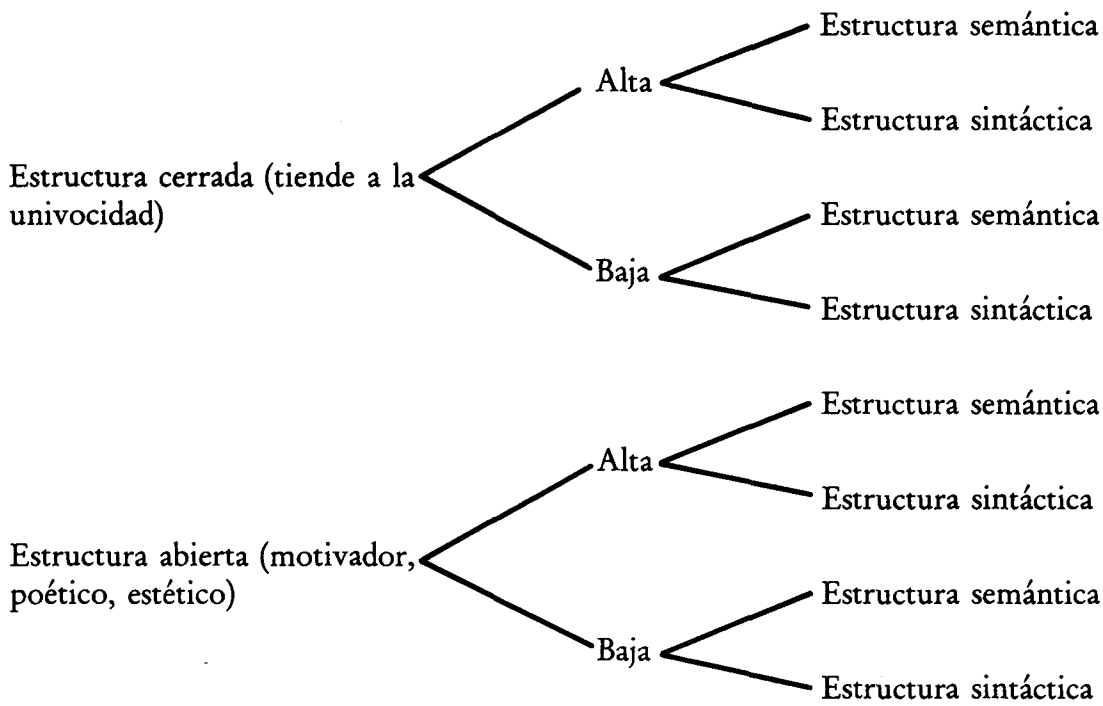 Estructura semántica
Alta
Estructura sintáctica
Estructura cerrada (tiende a la
univocidad)
Estructura semántica
Baja
Estructura sintáctica
Estructura semántica
Alta
Estructura sintáctica
Estructura abierta (motivador,
poético, estético)
Estructura semántica
Baja
Estructura sintáctica